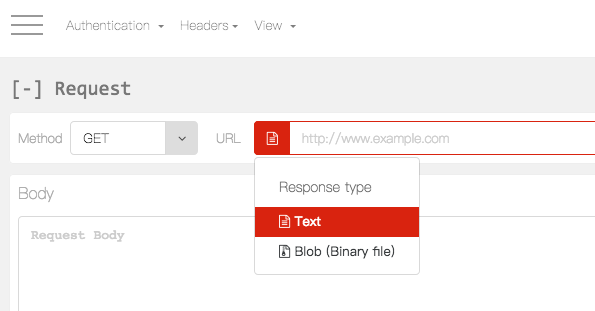 Authentication Headers View
[-] Request
Method GET URL http://www.example.com
Response type
Text
Blob (Binary file)
Body
Request Body